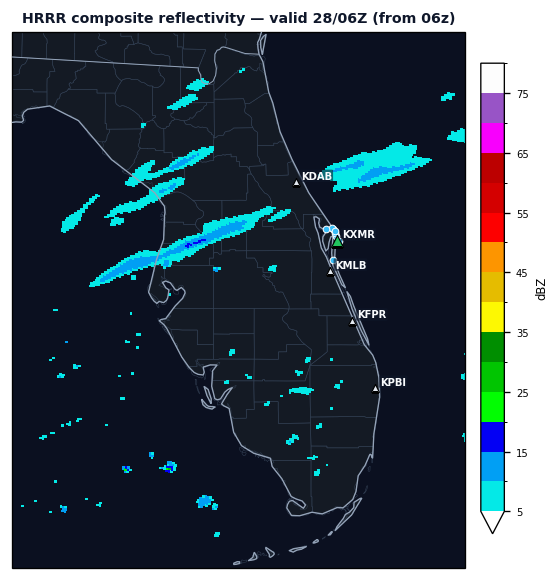 HRRR composite reflectivity — valid 28/06Z (from 06z)
75
65
55
45
35
25
15
5
dBZ
KDAB
KXMR
KMLB
KFPR
KPBI